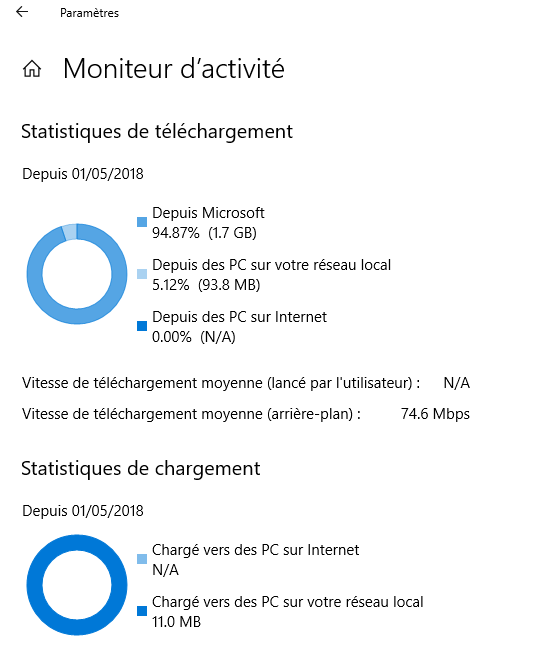 Paramètres
Moniteur d’activité
Statistiques de téléchargement
Depuis 01/05/2018
Depuis Microsoft
94.87%  (1.7 GB)
Depuis des PC sur votre réseau local
5.12%  (93.8 MB)
Depuis des PC sur Internet
0.00%  (N/A)
Vitesse de téléchargement moyenne (lancé par l'utilisateur) : N/A
Vitesse de téléchargement moyenne (arrière-plan) : 74.6 Mbps
Statistiques de chargement
Depuis 01/05/2018
Chargé vers des PC sur Internet
N/A
Chargé vers des PC sur votre réseau local
11.0 MB